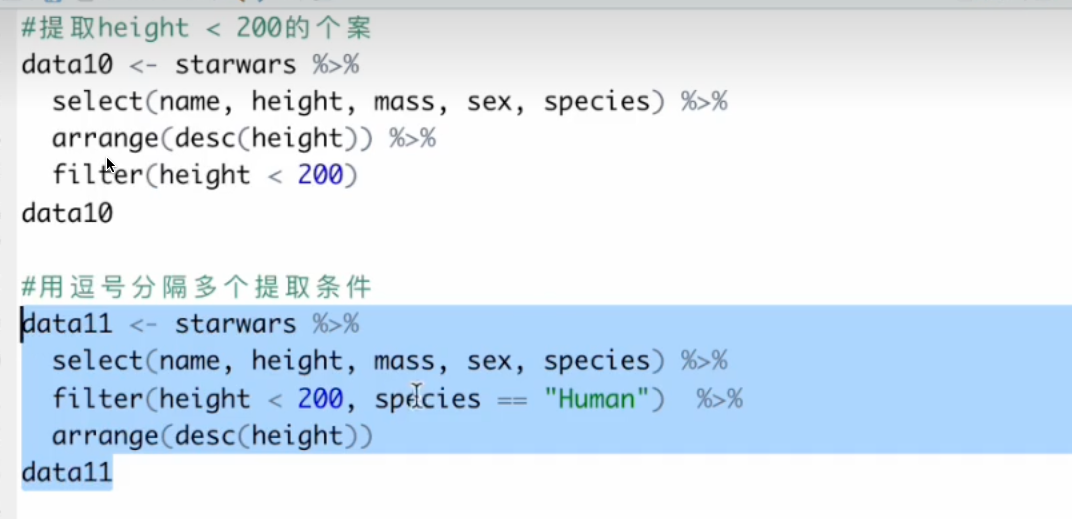 #提取height < 200的个案
data10 <- starwars %>%
  select(name, height, mass, sex, species) %>%
  arrange(desc(height)) %>%
  filter(height < 200)
data10

#用逗号分隔多个提取条件
data11 <- starwars %>%
  select(name, height, mass, sex, species) %>%
  filter(height < 200, species == "Human")  %>%
  arrange(desc(height))
data11